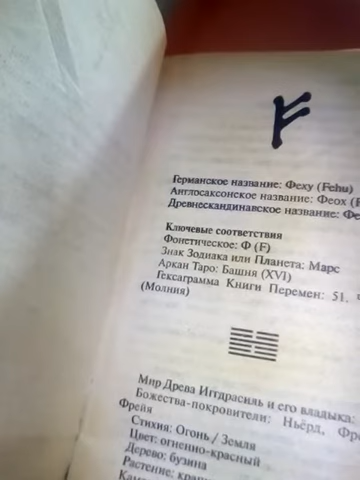 Германское название: Феху (Fehu)
Англосаксонское название: Феох
Древнескандинавское название:
Ключевые соответствия
Фонетическое: Ф (F)
Знак Зодиака или Планета: Марс
Аркан Таро: Башня (XVI)
Гексаграмма Книги Перемен: 51,
(Молния)
Мир Древа Иггдрасиль и его владыка:
Божества-покровители: Ньёрд,
Фрейя
Стихия: Огонь / Земля
Цвет: огненно-красный
Дерево: бузина
Растение: